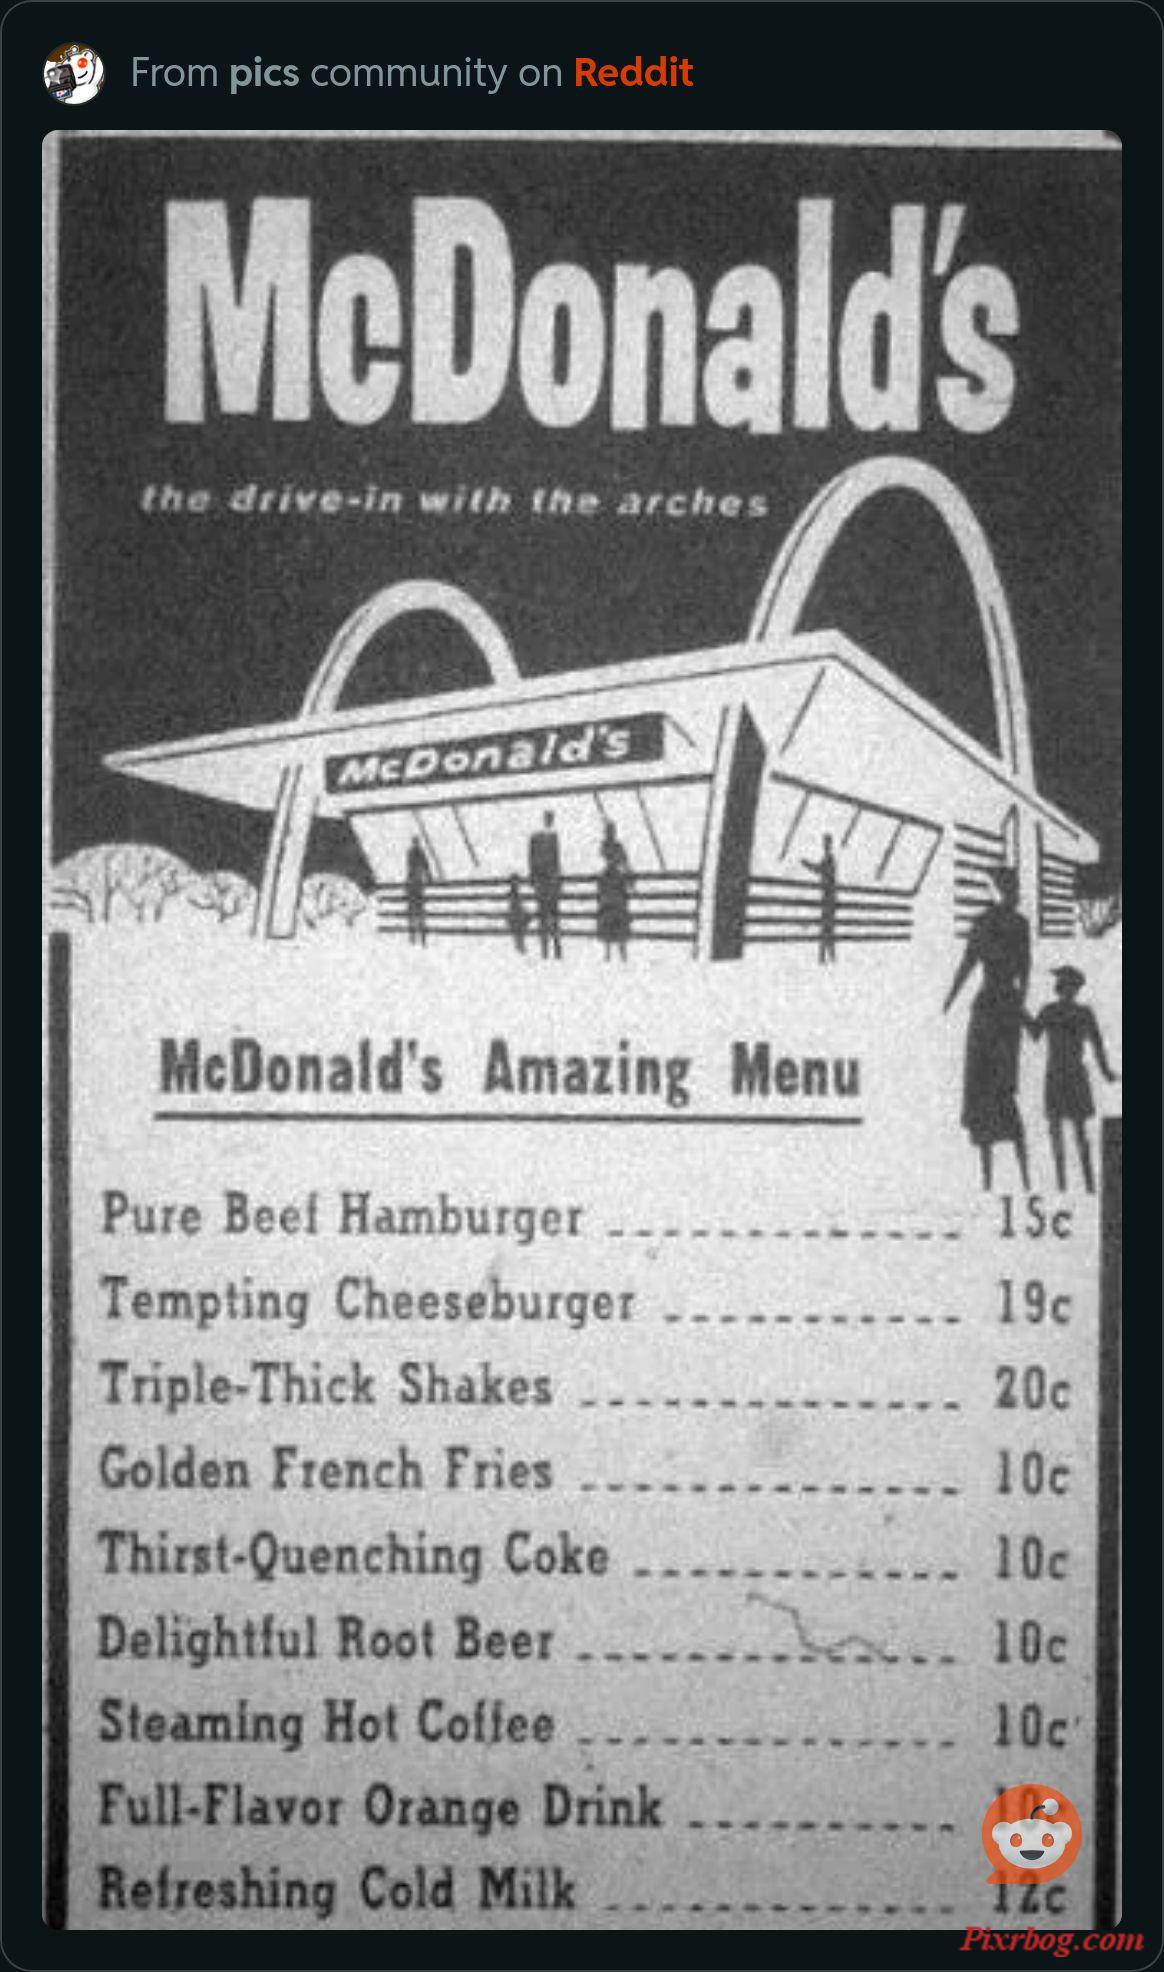 From pics community on Reddit
McDonald's
the drive-in with the arches
McDonald's
McDonald's Amazing Menu
Pure Beef Hamburger 15c
Tempting Cheeseburger 19c
Triple-Thick Shakes 20c
Golden French Fries 10c
Thirst-Quenching Coke 10c
Delightful Root Beer 10c
Steaming Hot Coffee 10c
Full-Flavor Orange Drink
Refreshing Cold Milk 12c
Pixrbog.com